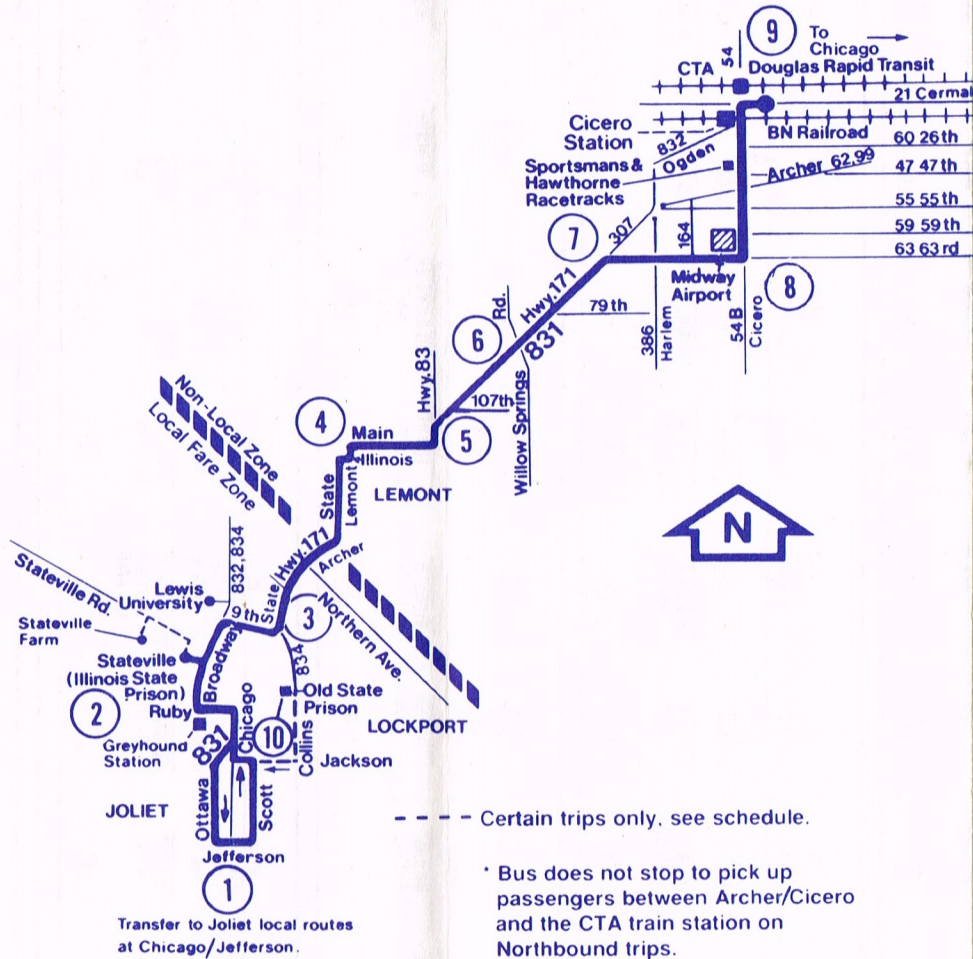 9
To
Chicago
54
CTA
Douglas Rapid Transit
21 Cermal
Cicero
Station
BN Railroad
832
Ogden
60 26th
Sportsmans &
Hawthorne
Racetracks
Archer 62,99
47 47th
55 55th
59 59th
63 63rd
7
307
164
Midway
Airport
8
Hwy.171
831
79th
386
Harlem
54B
Cicero
6
Rd.
Willow Springs
Hwy.83
107th
5
4
Main
Illinois
State
Lemont
LEMONT
Non-Local Zone
Local Fare Zone
N
Hwy.171
Archer
State/
832,834
Stateville Rd.
Lewis
University
9th
3
Northern Ave.
Stateville
Farm
Stateville
(Illinois State
Prison)
Broadway
834
Old State
Prison
2
Ruby
Chicago
10
Collins
LOCKPORT
Greyhound
Station
831
Jackson
JOLIET
Ottawa
Scott
Jefferson
1
Transfer to Joliet local routes
at Chicago/Jefferson.
---- Certain trips only, see schedule.
* Bus does not stop to pick up
passengers between Archer/Cicero
and the CTA train station on
Northbound trips.